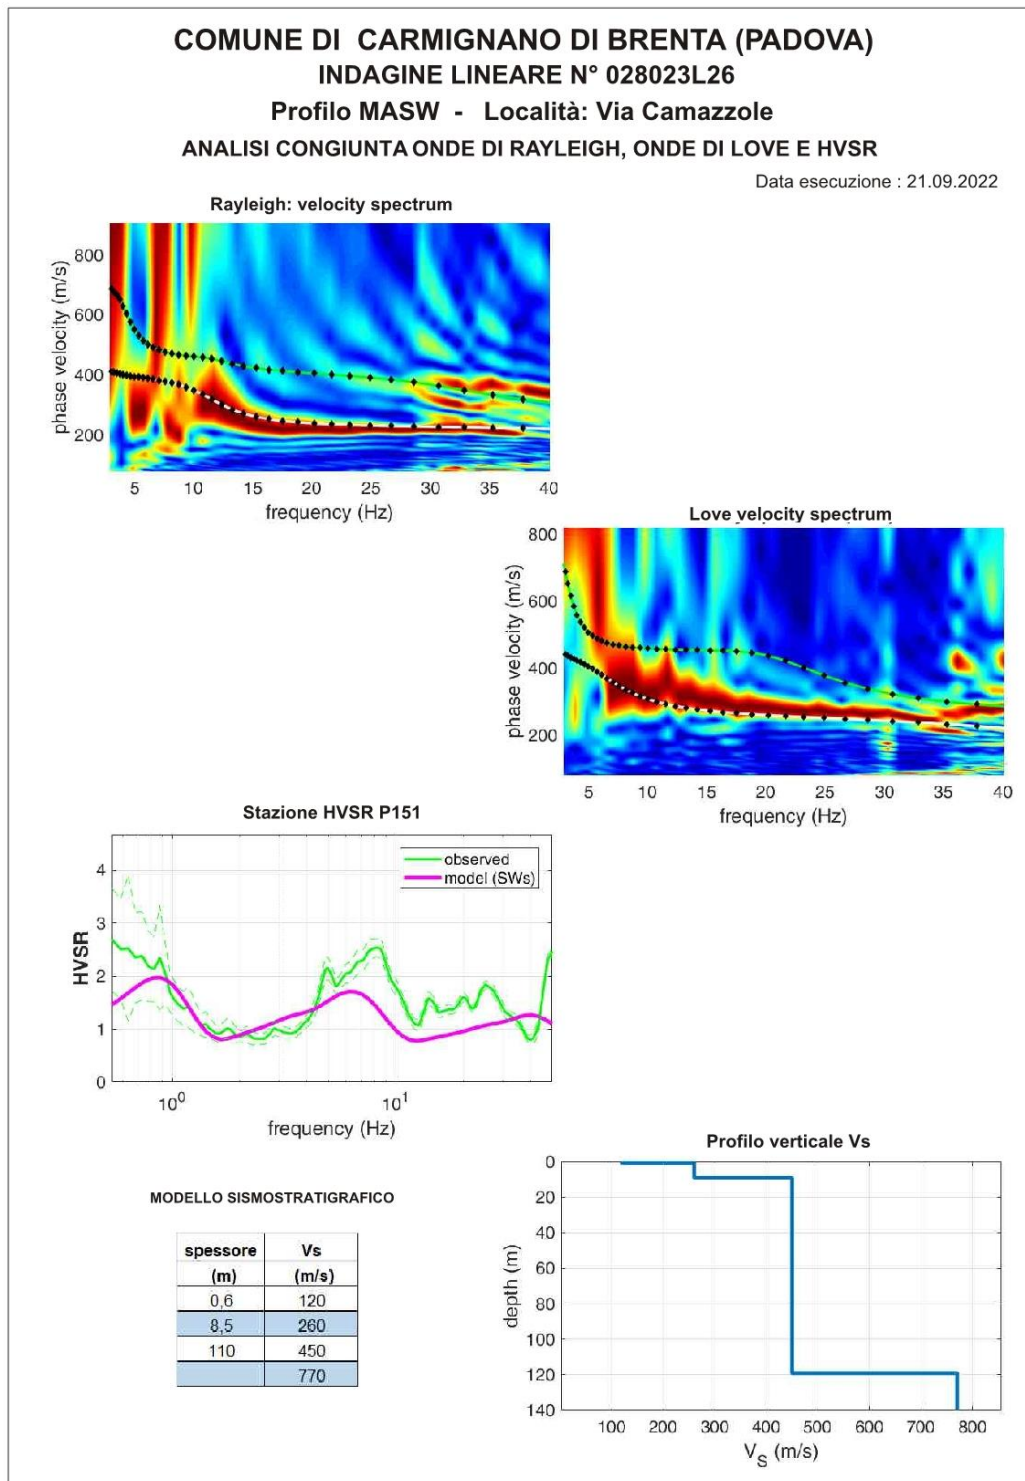 COMUNE DI CARMIGNANO DI BRENTA (PADOVA)
INDAGINE LINEARE N° 028023L26
Profilo MASW - Località: Via Camazzole
ANALISI CONGIUNTA ONDE DI RAYLEIGH, ONDE DI LOVE E HVSR
Data esecuzione : 21.09.2022
Rayleigh: velocity spectrum
phase velocity (m/s)
800
600
400
200
5 10 15 20 25 30 35 40
frequency (Hz)
Love velocity spectrum
phase velocity (m/s)
800
600
400
200
5 10 15 20 25 30 35 40
frequency (Hz)
Stazione HVSR P151
observed
model (SWs)
HVSR
4
3
2
1
0
10⁰ 10¹
frequency (Hz)
MODELLO SISMOSTRATIGRAFICO
spessore Vs
(m) (m/s)
0,6 120
8,5 260
110 450
770
Profilo verticale Vs
depth (m)
0
20
40
60
80
100
120
140
100 200 300 400 500 600 700 800
V_S (m/s)